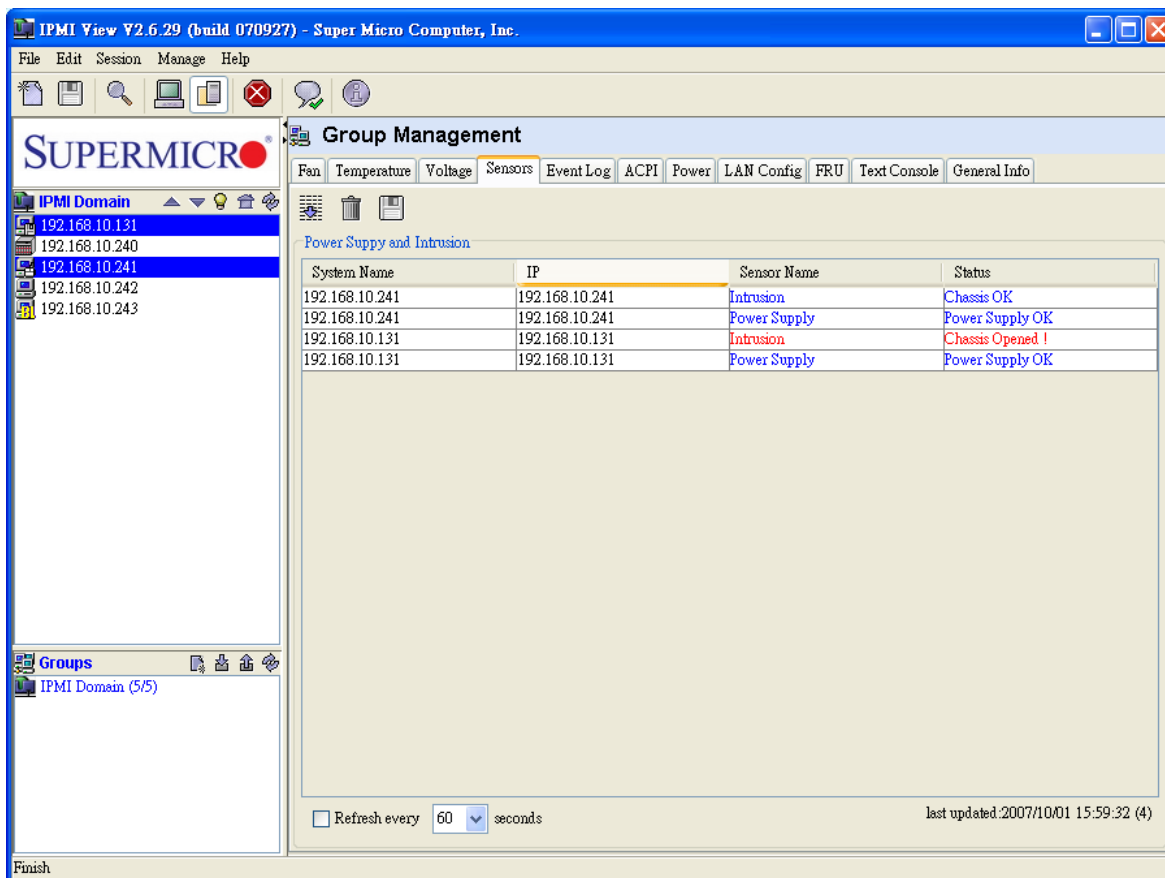 IPMI View V2.6.29 (build 070927) - Super Micro Computer, Inc.
File Edit Session Manage Help
SUPERMICRO®
IPMI Domain
192.168.10.131
192.168.10.240
192.168.10.241
192.168.10.242
192.168.10.243
Groups
IPMI Domain (5/5)
Group Management
Fan Temperature Voltage Sensors Event Log ACPI Power LAN Config FRU Text Console General Info
Power Suppy and Intrusion
System Name IP Sensor Name Status
192.168.10.241 192.168.10.241 Intrusion Chassis OK
192.168.10.241 192.168.10.241 Power Supply Power Supply OK
192.168.10.131 192.168.10.131 Intrusion Chassis Opened !
192.168.10.131 192.168.10.131 Power Supply Power Supply OK
Refresh every 60 seconds
last updated:2007/10/01 15:59:32 (4)
Finish